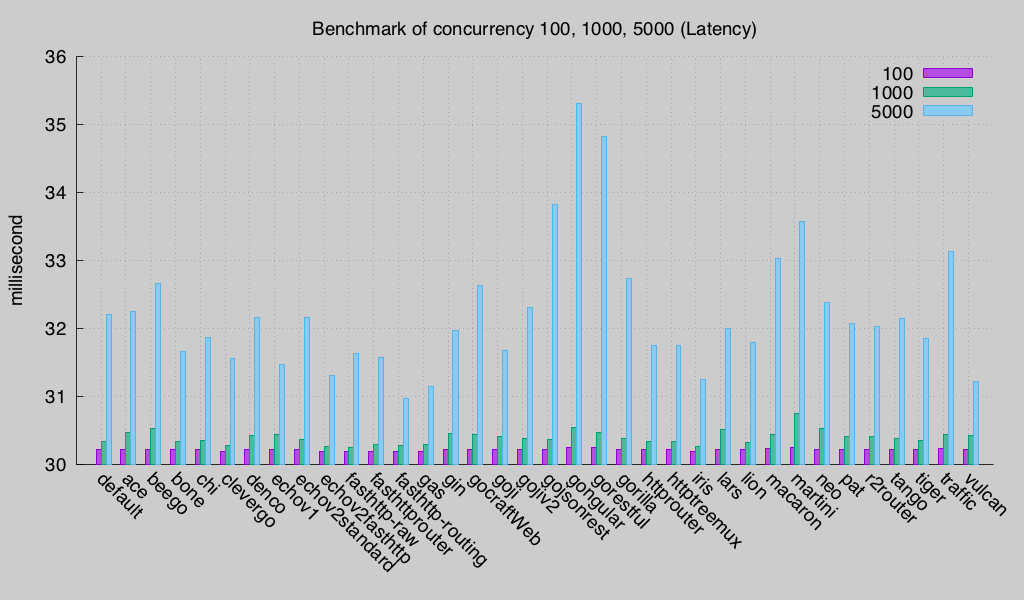 Benchmark of concurrency 100, 1000, 5000 (Latency)
36
35
34
33
32
31
30
millisecond
100
1000
5000
default
ace
beego
bone
chi
clevergo
denco
echov1
echov2standard
echov2fasthttp
fasthttp-raw
fasthttprouter
fasthttp-routing
gas
gin
gocraftWeb
goji
gojiv2
gojsonrest
gongular
gorestful
gorilla
httprouter
httptreemux
iris
lars
lion
macaron
martini
neo
pat
r2router
tango
tiger
traffic
vulcan